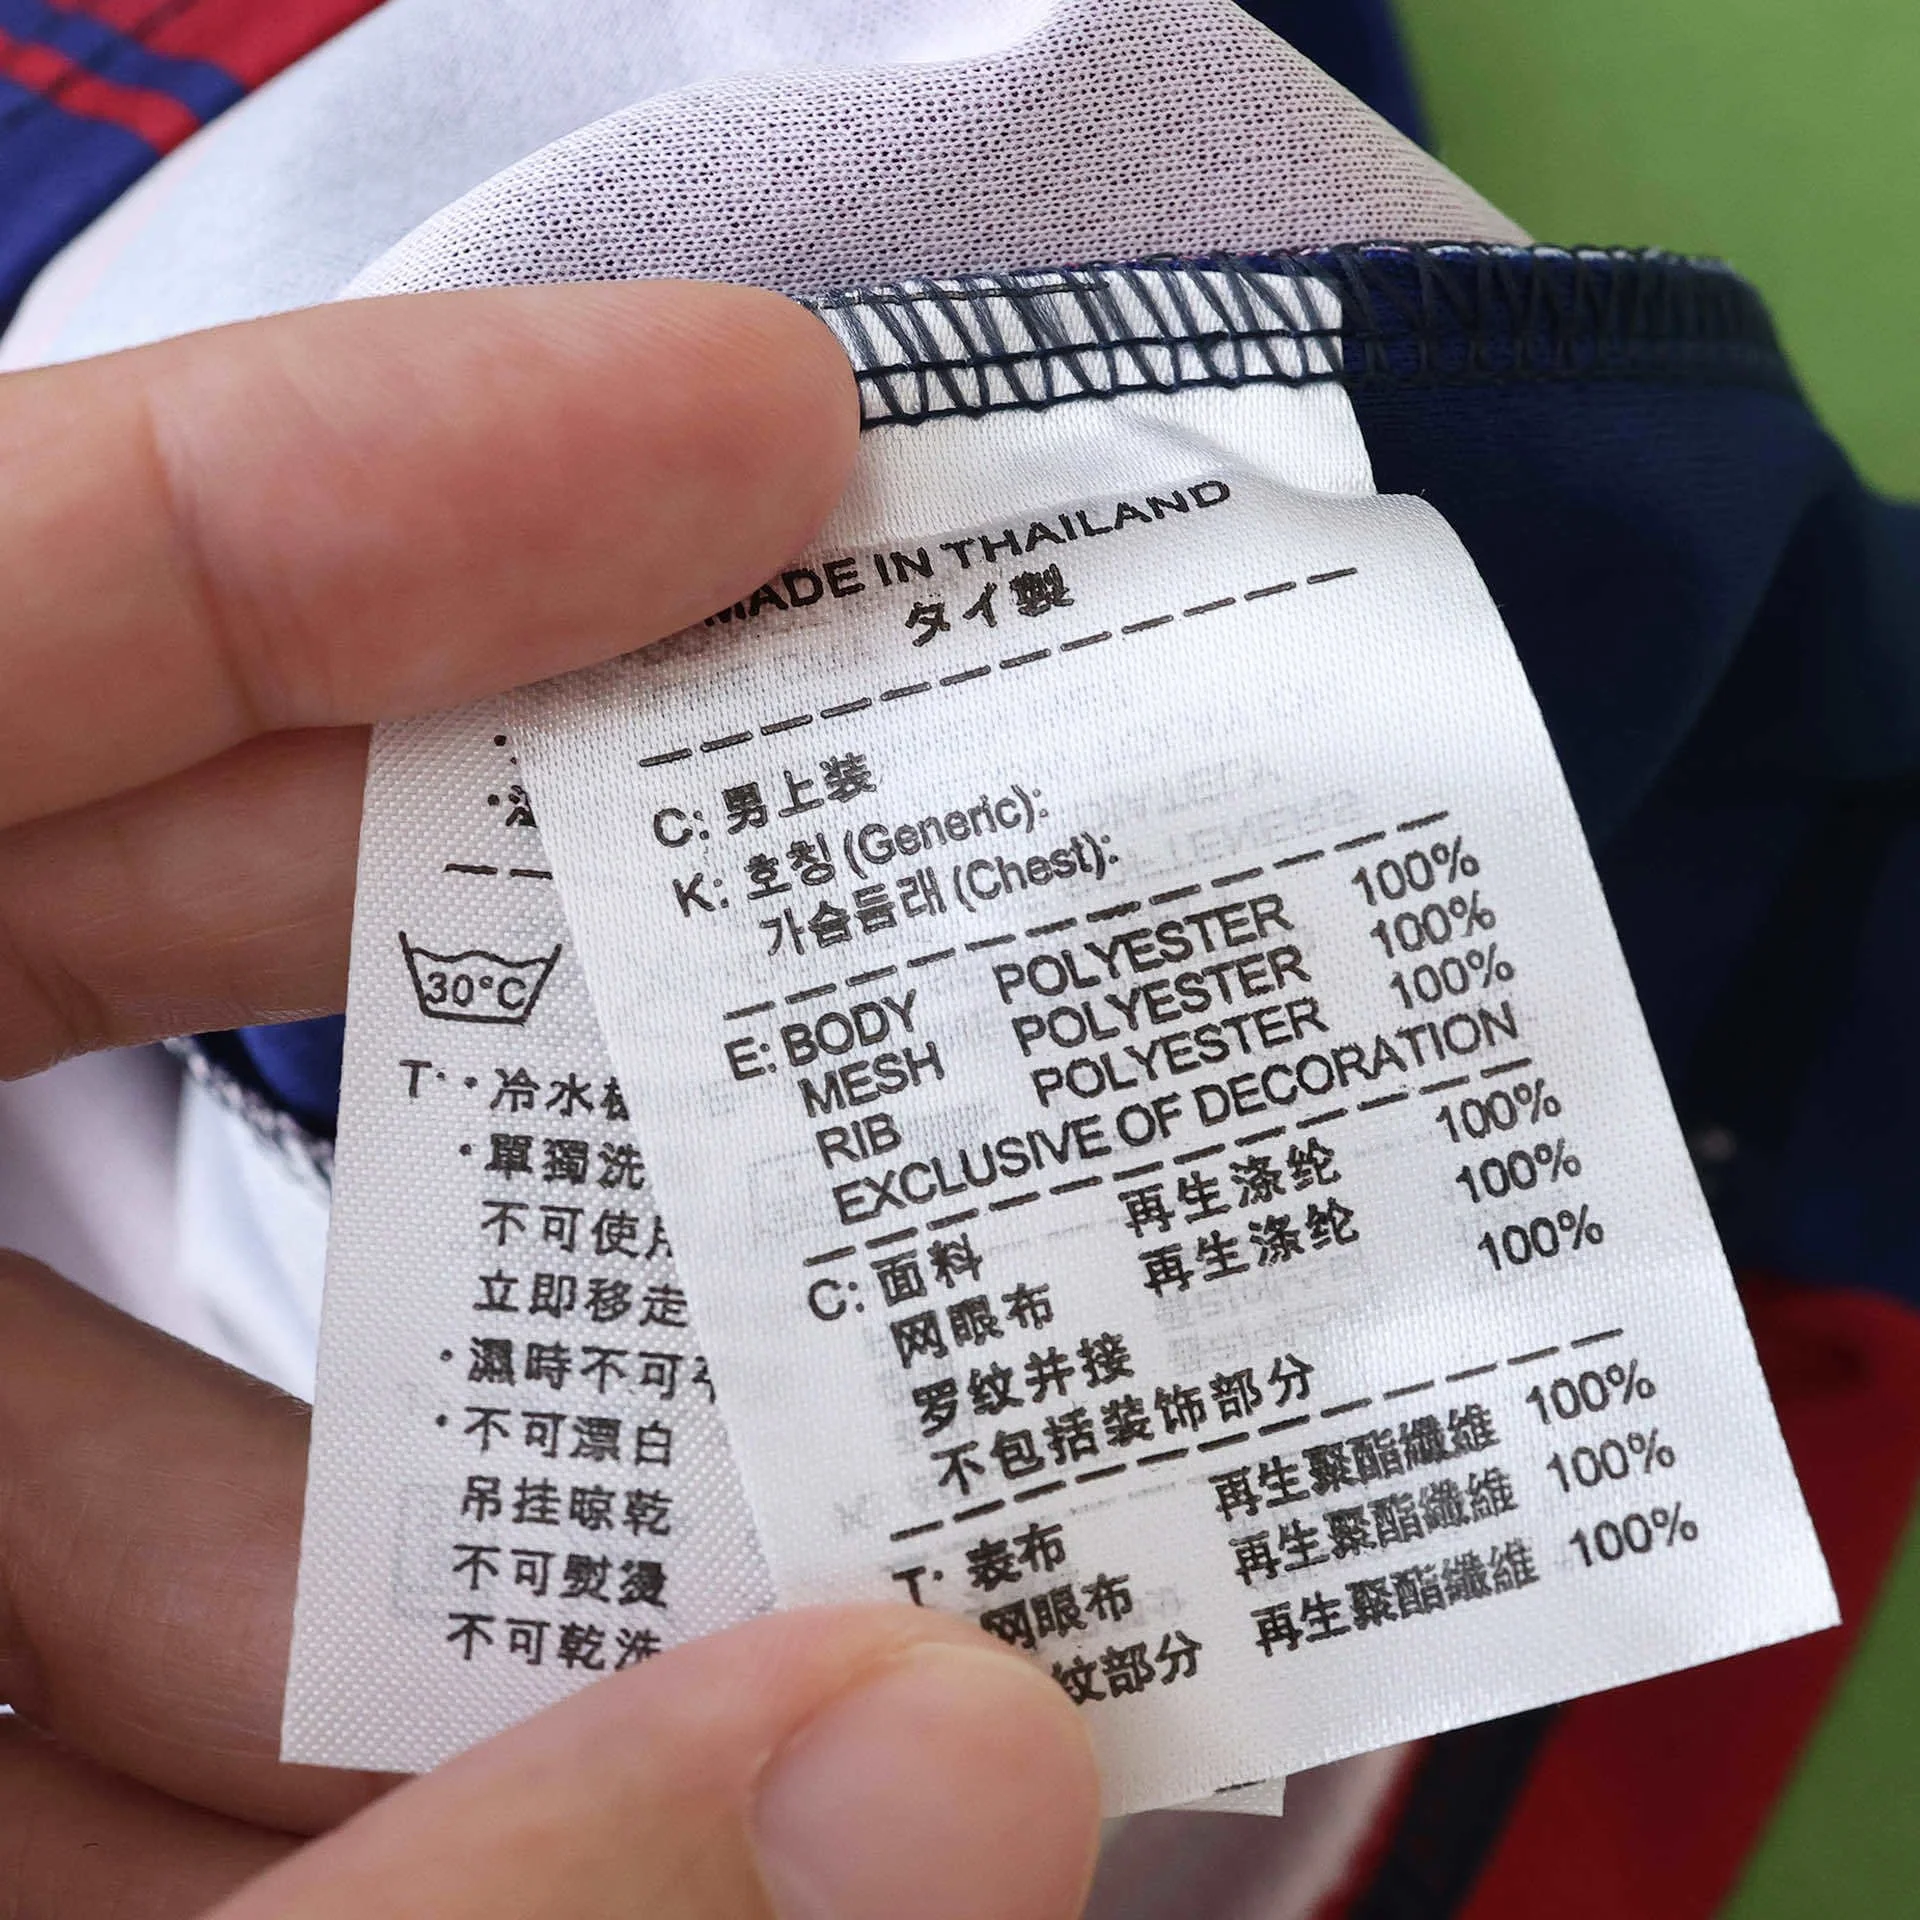 MADE IN THAILAND
タイ製
C: 男上装
K: 호칭 (Generic):
가슴둘래 (Chest):
E: BODY POLYESTER 100%
MESH POLYESTER 100%
RIB POLYESTER 100%
EXCLUSIVE OF DECORATION
C: 面料 再生涤纶 100%
网眼布 再生涤纶 100%
罗纹并接 100%
不包括装饰部分
T: 表布 再生聚酯纖維 100%
网眼布 再生聚酯纖維 100%
纹部分 再生聚酯纖維 100%
30°C
T: ・冷水
・單獨洗
不可使用
立即移走
・濕時不可
・不可漂白
吊挂晾乾
不可熨燙
不可乾洗